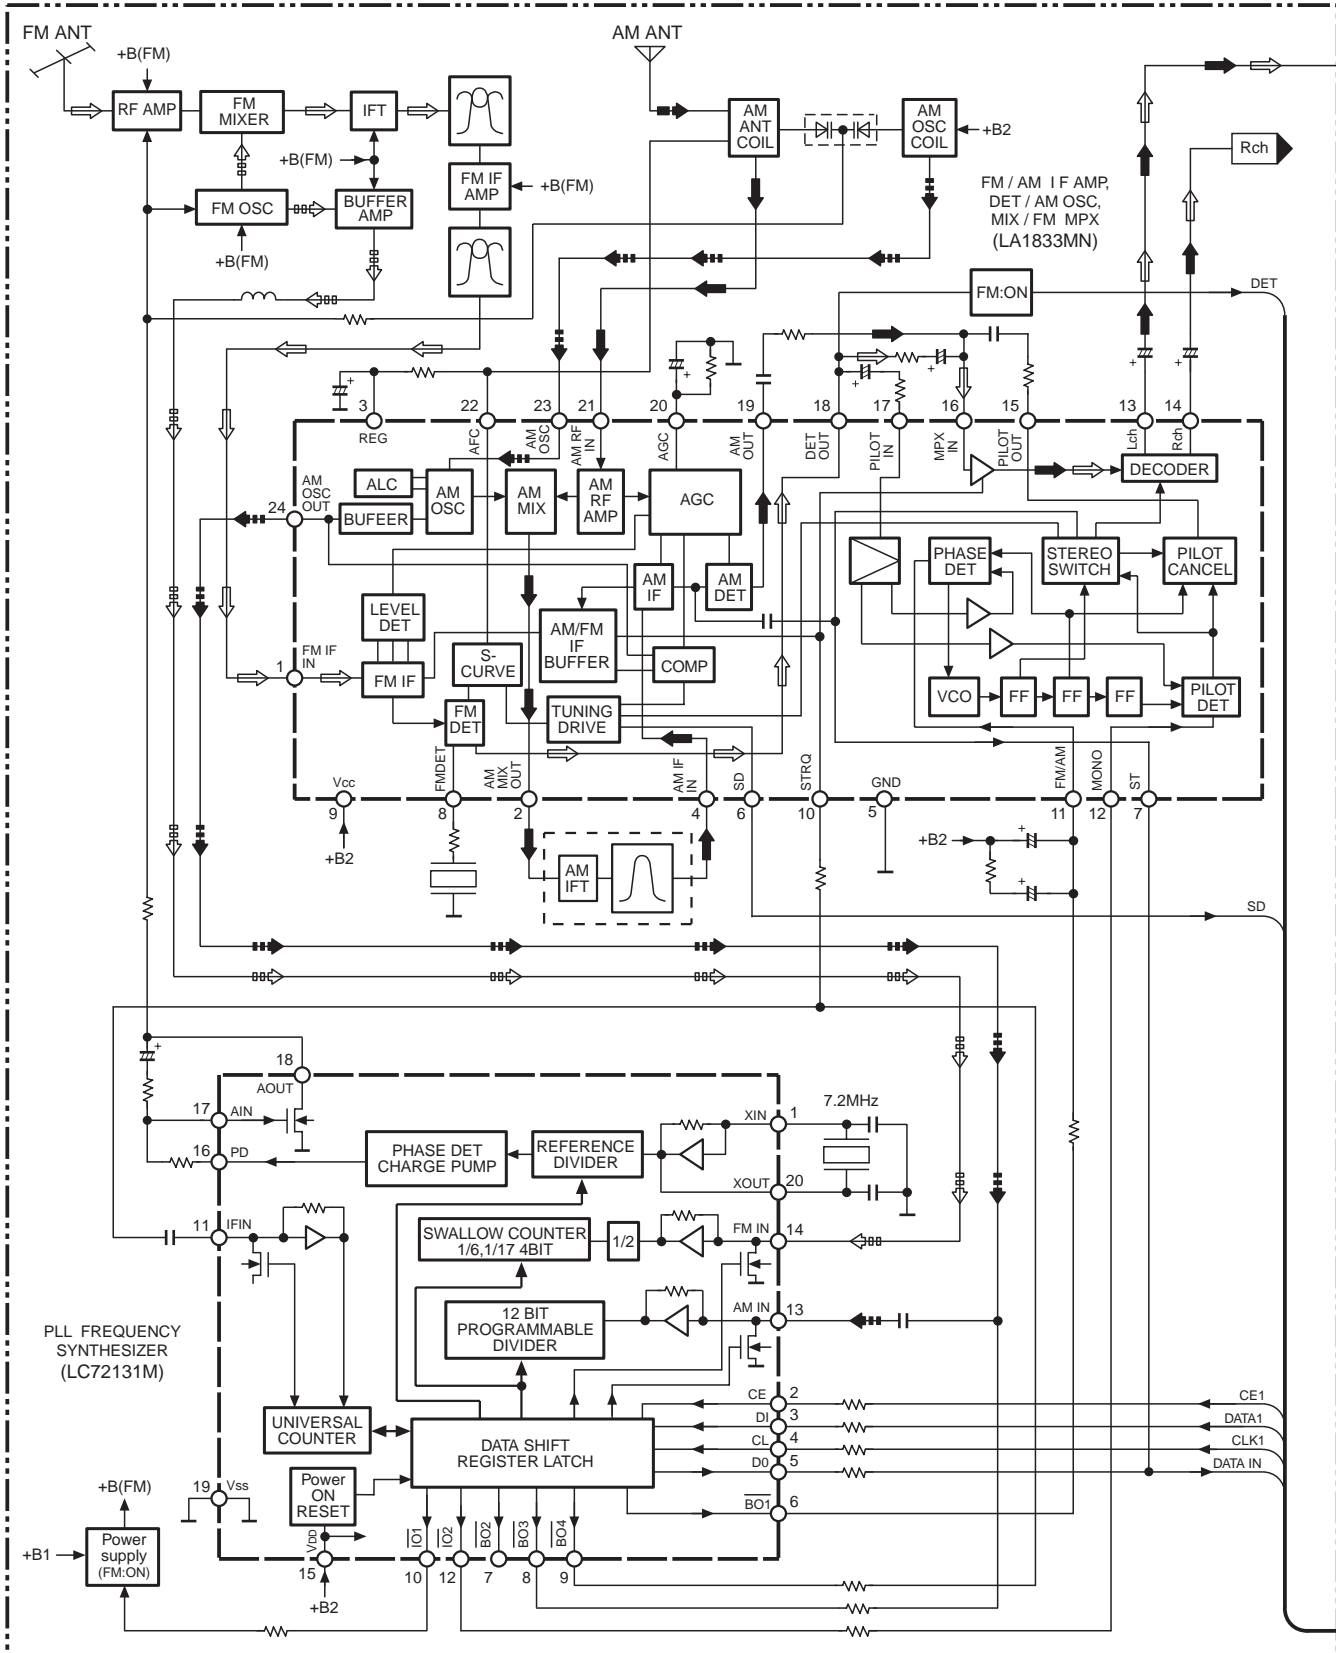 FM ANT
+B(FM)
RF AMP
FM
MIXER
IFT
FM OSC
+B(FM)
+B(FM)
BUFFER
AMP
FM IF
AMP
+B(FM)
AM ANT
AM
ANT
COIL
AM
OSC
COIL
+B2
FM / AM I F AMP,
DET / AM OSC,
MIX / FM MPX
(LA1833MN)
Rch
FM:ON
DET
+
+
+
+
+
+
3
22
23
21
20
19
18
17
16
15
13
14
REG
AFC
AM
OSC
AM RF
IN
AGC
AM
OUT
DET
OUT
PILOT
IN
MPX
IN
PILOT
OUT
Lch
Rch
24
AM
OSC
OUT
ALC
BUFEER
AM
OSC
AM
MIX
AM
RF
AMP
AGC
DECODER
LEVEL
DET
AM
IF
AM
DET
PHASE
DET
STEREO
SWITCH
PILOT
CANCEL
1
FM IF
IN
FM IF
S-
CURVE
AM/FM
IF
BUFFER
COMP
FM
DET
TUNING
DRIVE
VCO
FF
FF
FF
PILOT
DET
Vcc
FMDET
AM
MIX
OUT
AM IF
IN
SD
STRQ
GND
FM/AM
MONO
ST
9
8
2
4
6
10
5
11
12
7
+B2
AM
IFT
+B2
+
+
SD
+
18
AOUT
17
AIN
16
PD
PHASE DET
CHARGE PUMP
REFERENCE
DIVIDER
XIN
1
7.2MHz
XOUT
20
11
IFIN
SWALLOW COUNTER
1/6,1/17 4BIT
1/2
FM IN
14
12 BIT
PROGRAMMABLE
DIVIDER
AM IN
13
PLL FREQUENCY
SYNTHESIZER
(LC72131M)
UNIVERSAL
COUNTER
DATA SHIFT
REGISTER LATCH
CE
2
CE1
DI
3
DATA1
CL
4
CLK1
D0
5
DATA IN
BO1
6
19
Vss
Power
ON
RESET
VDD
IO1
IO2
BO2
BO3
BO4
15
10
12
7
8
9
+B2
+B(FM)
+B1
Power
supply
(FM:ON)